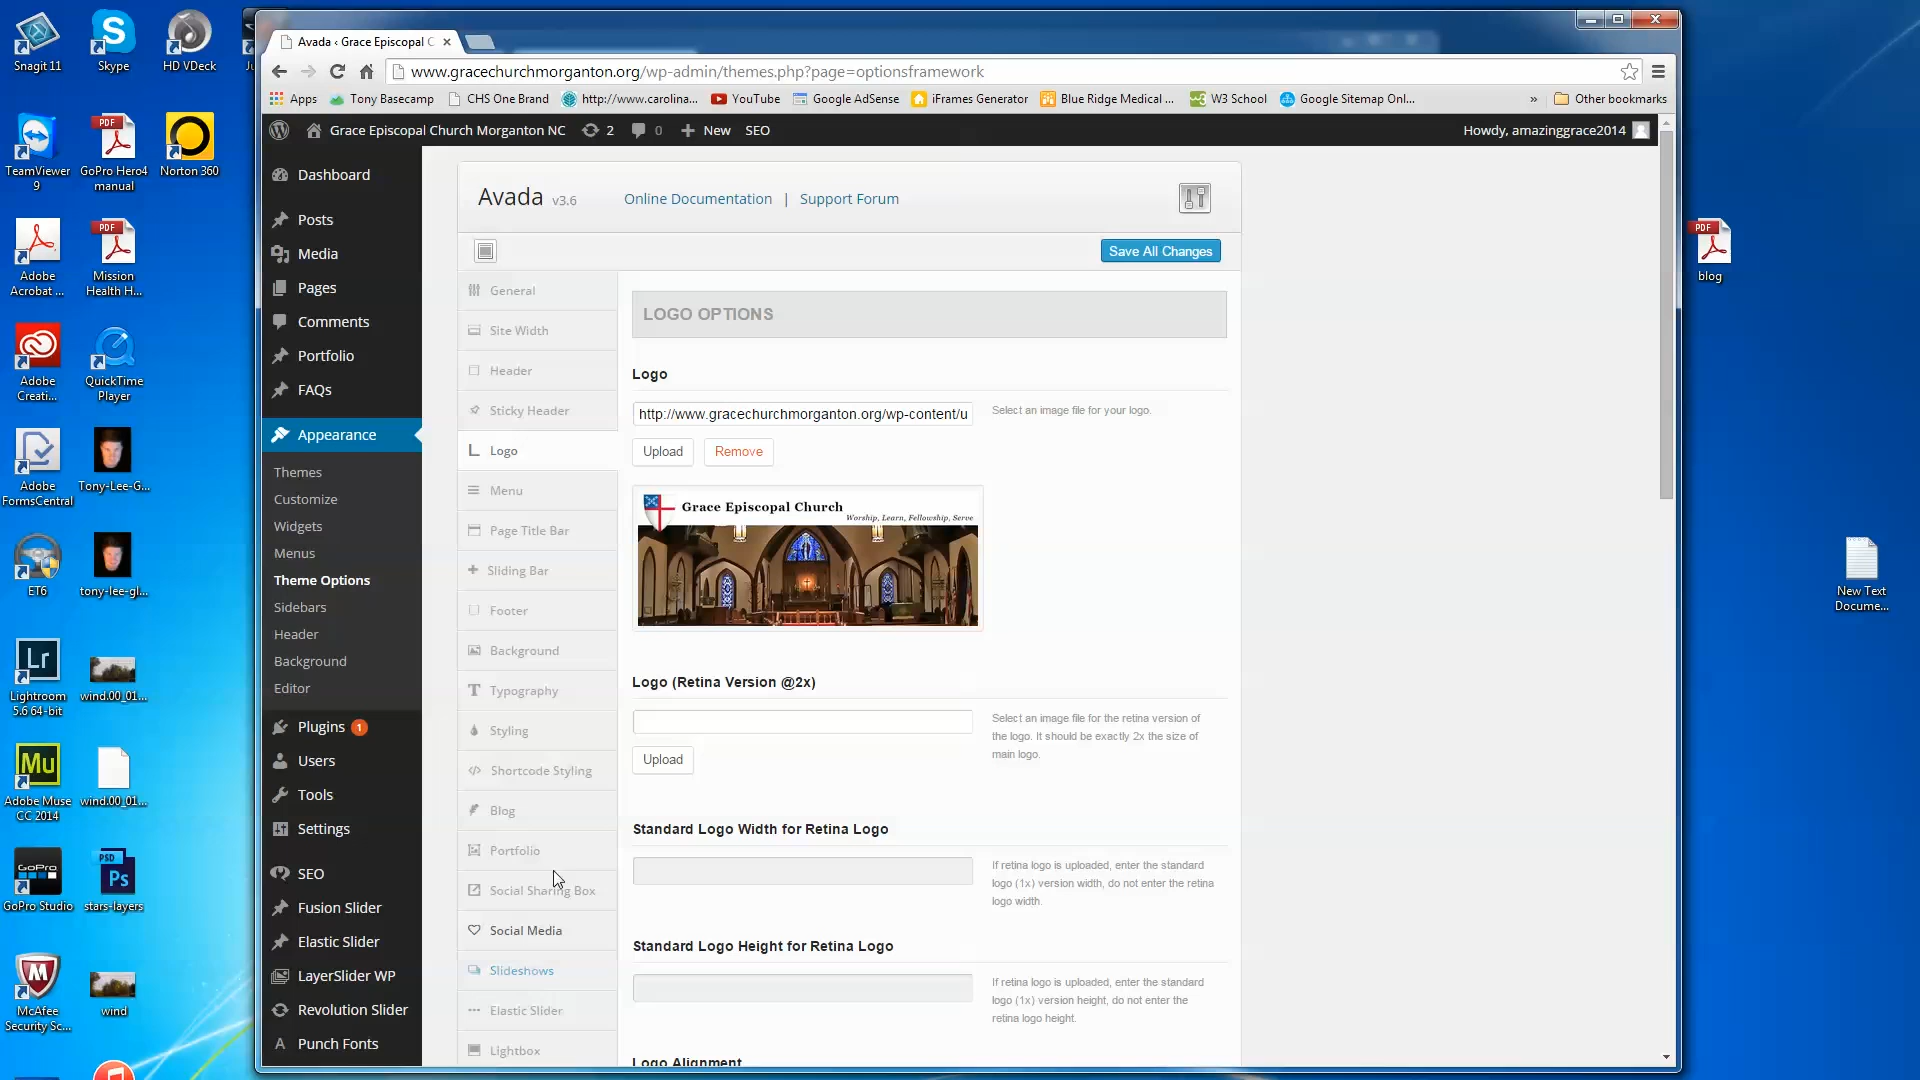 Snagit 11
Skype
HD VDeck
TeamViewer
9
GoPro Hero4
manual
Norton 360
Adobe
Acrobat ...
Mission
Health H...
Adobe
Creati...
QuickTime
Player
Adobe
FormsCentral
Tony-Lee-G...
ET6
tony-lee-gl...
Lightroom
5.6 64-bit
wind.00_01...
Adobe Muse
CC 2014
wind.00_01...
GoPro Studio
stars-layers
McAfee
Security Sc...
wind
Avada ‹ Grace Episcopal C
www.gracechurchmorganton.org/wp-admin/themes.php?page=optionsframework
Apps
Tony Basecamp
CHS One Brand
http://www.carolina...
YouTube
Google AdSense
iFrames Generator
Blue Ridge Medical ...
W3 School
Google Sitemap Onl...
»
Other bookmarks
Grace Episcopal Church Morganton NC
2
0
New
SEO
Howdy, amazinggrace2014
Dashboard
Posts
Media
Pages
Comments
Portfolio
FAQs
Appearance
Themes
Customize
Widgets
Menus
Theme Options
Sidebars
Header
Background
Editor
Plugins 1
Users
Tools
Settings
SEO
Fusion Slider
Elastic Slider
LayerSlider WP
Revolution Slider
Punch Fonts
Avada v3.6
Online Documentation | Support Forum
Save All Changes
General
Site Width
Header
Sticky Header
Logo
Menu
Page Title Bar
Sliding Bar
Footer
Background
Typography
Styling
Shortcode Styling
Blog
Portfolio
Social Sharing Box
Social Media
Slideshows
Elastic Slider
Lightbox
LOGO OPTIONS
Logo
http://www.gracechurchmorganton.org/wp-content/u
Select an image file for your logo.
Upload
Remove
Grace Episcopal Church
Worship, Learn, Fellowship, Serve
Logo (Retina Version @2x)
Select an image file for the retina version of
the logo. It should be exactly 2x the size of
main logo.
Upload
Standard Logo Width for Retina Logo
If retina logo is uploaded, enter the standard
logo (1x) version width, do not enter the retina
logo width.
Standard Logo Height for Retina Logo
If retina logo is uploaded, enter the standard
logo (1x) version height, do not enter the
retina logo height.
Logo Alignment
PDF
blog
New Text
Docume...